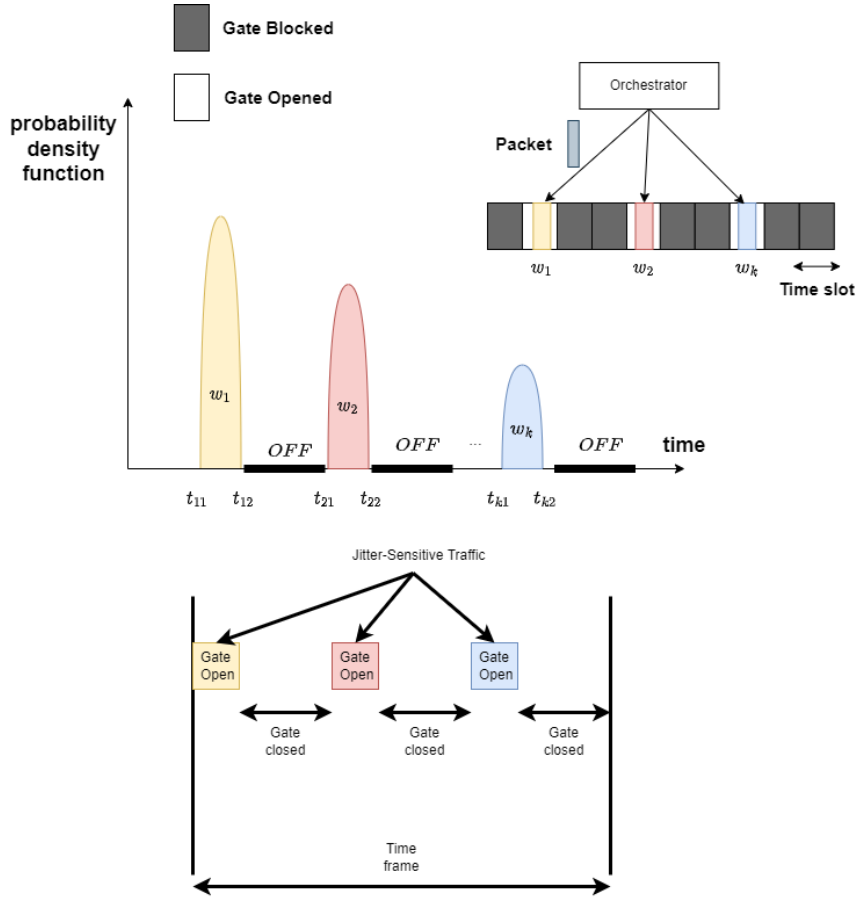 Gate Blocked
Gate Opened
probability
density
function
Orchestrator
Packet
w₁
w₂
wₖ
Time slot
w₁
w₂
wₖ
OFF
OFF
...
OFF
time
t₁₁
t₁₂
t₂₁
t₂₂
tₖ₁
tₖ₂
Jitter-Sensitive Traffic
Gate
Open
Gate
Open
Gate
Open
Gate
closed
Gate
closed
Gate
closed
Time
frame